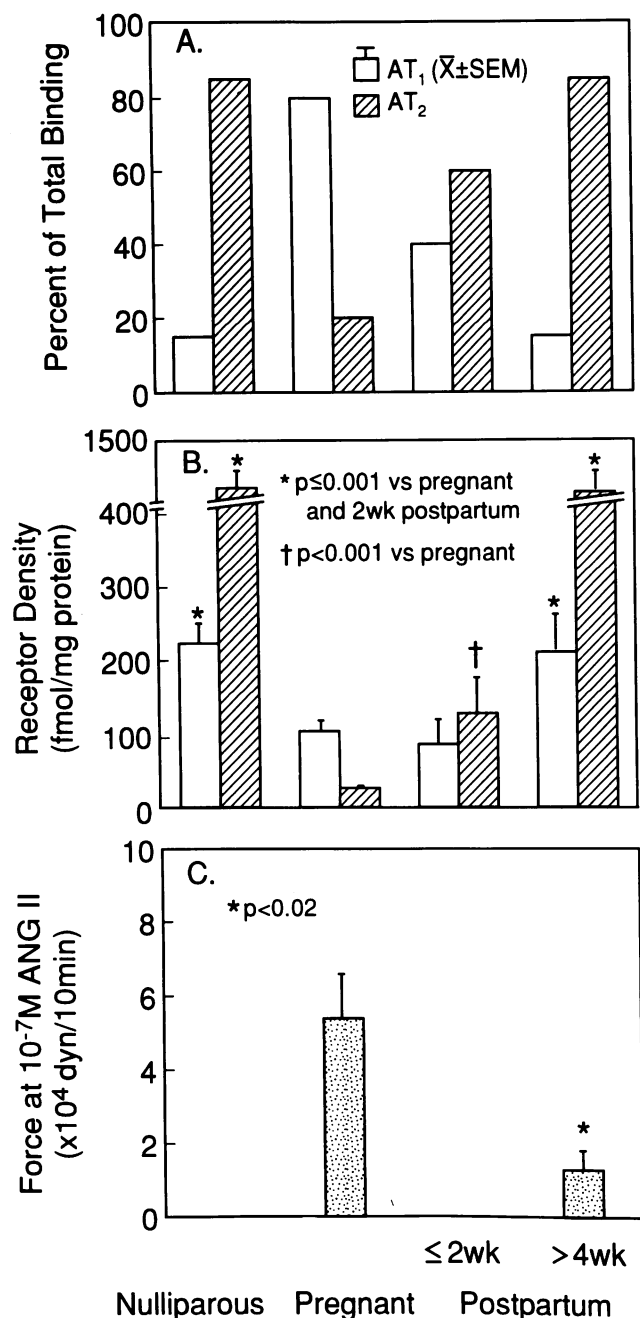 A.
AT1 (X̅±SEM)
AT2
100
80
60
40
20
0
Percent of Total Binding
B.
*p≤0.001 vs pregnant
and 2wk postpartum
†p<0.001 vs pregnant
* * * * †
1500
400
300
200
100
0
Receptor Density
(fmol/mg protein)
C.
*p<0.02
*
10
8
6
4
2
0
Force at 10-7M ANG II
(x104 dyn/10min)
≤2wk >4wk
Nulliparous Pregnant Postpartum